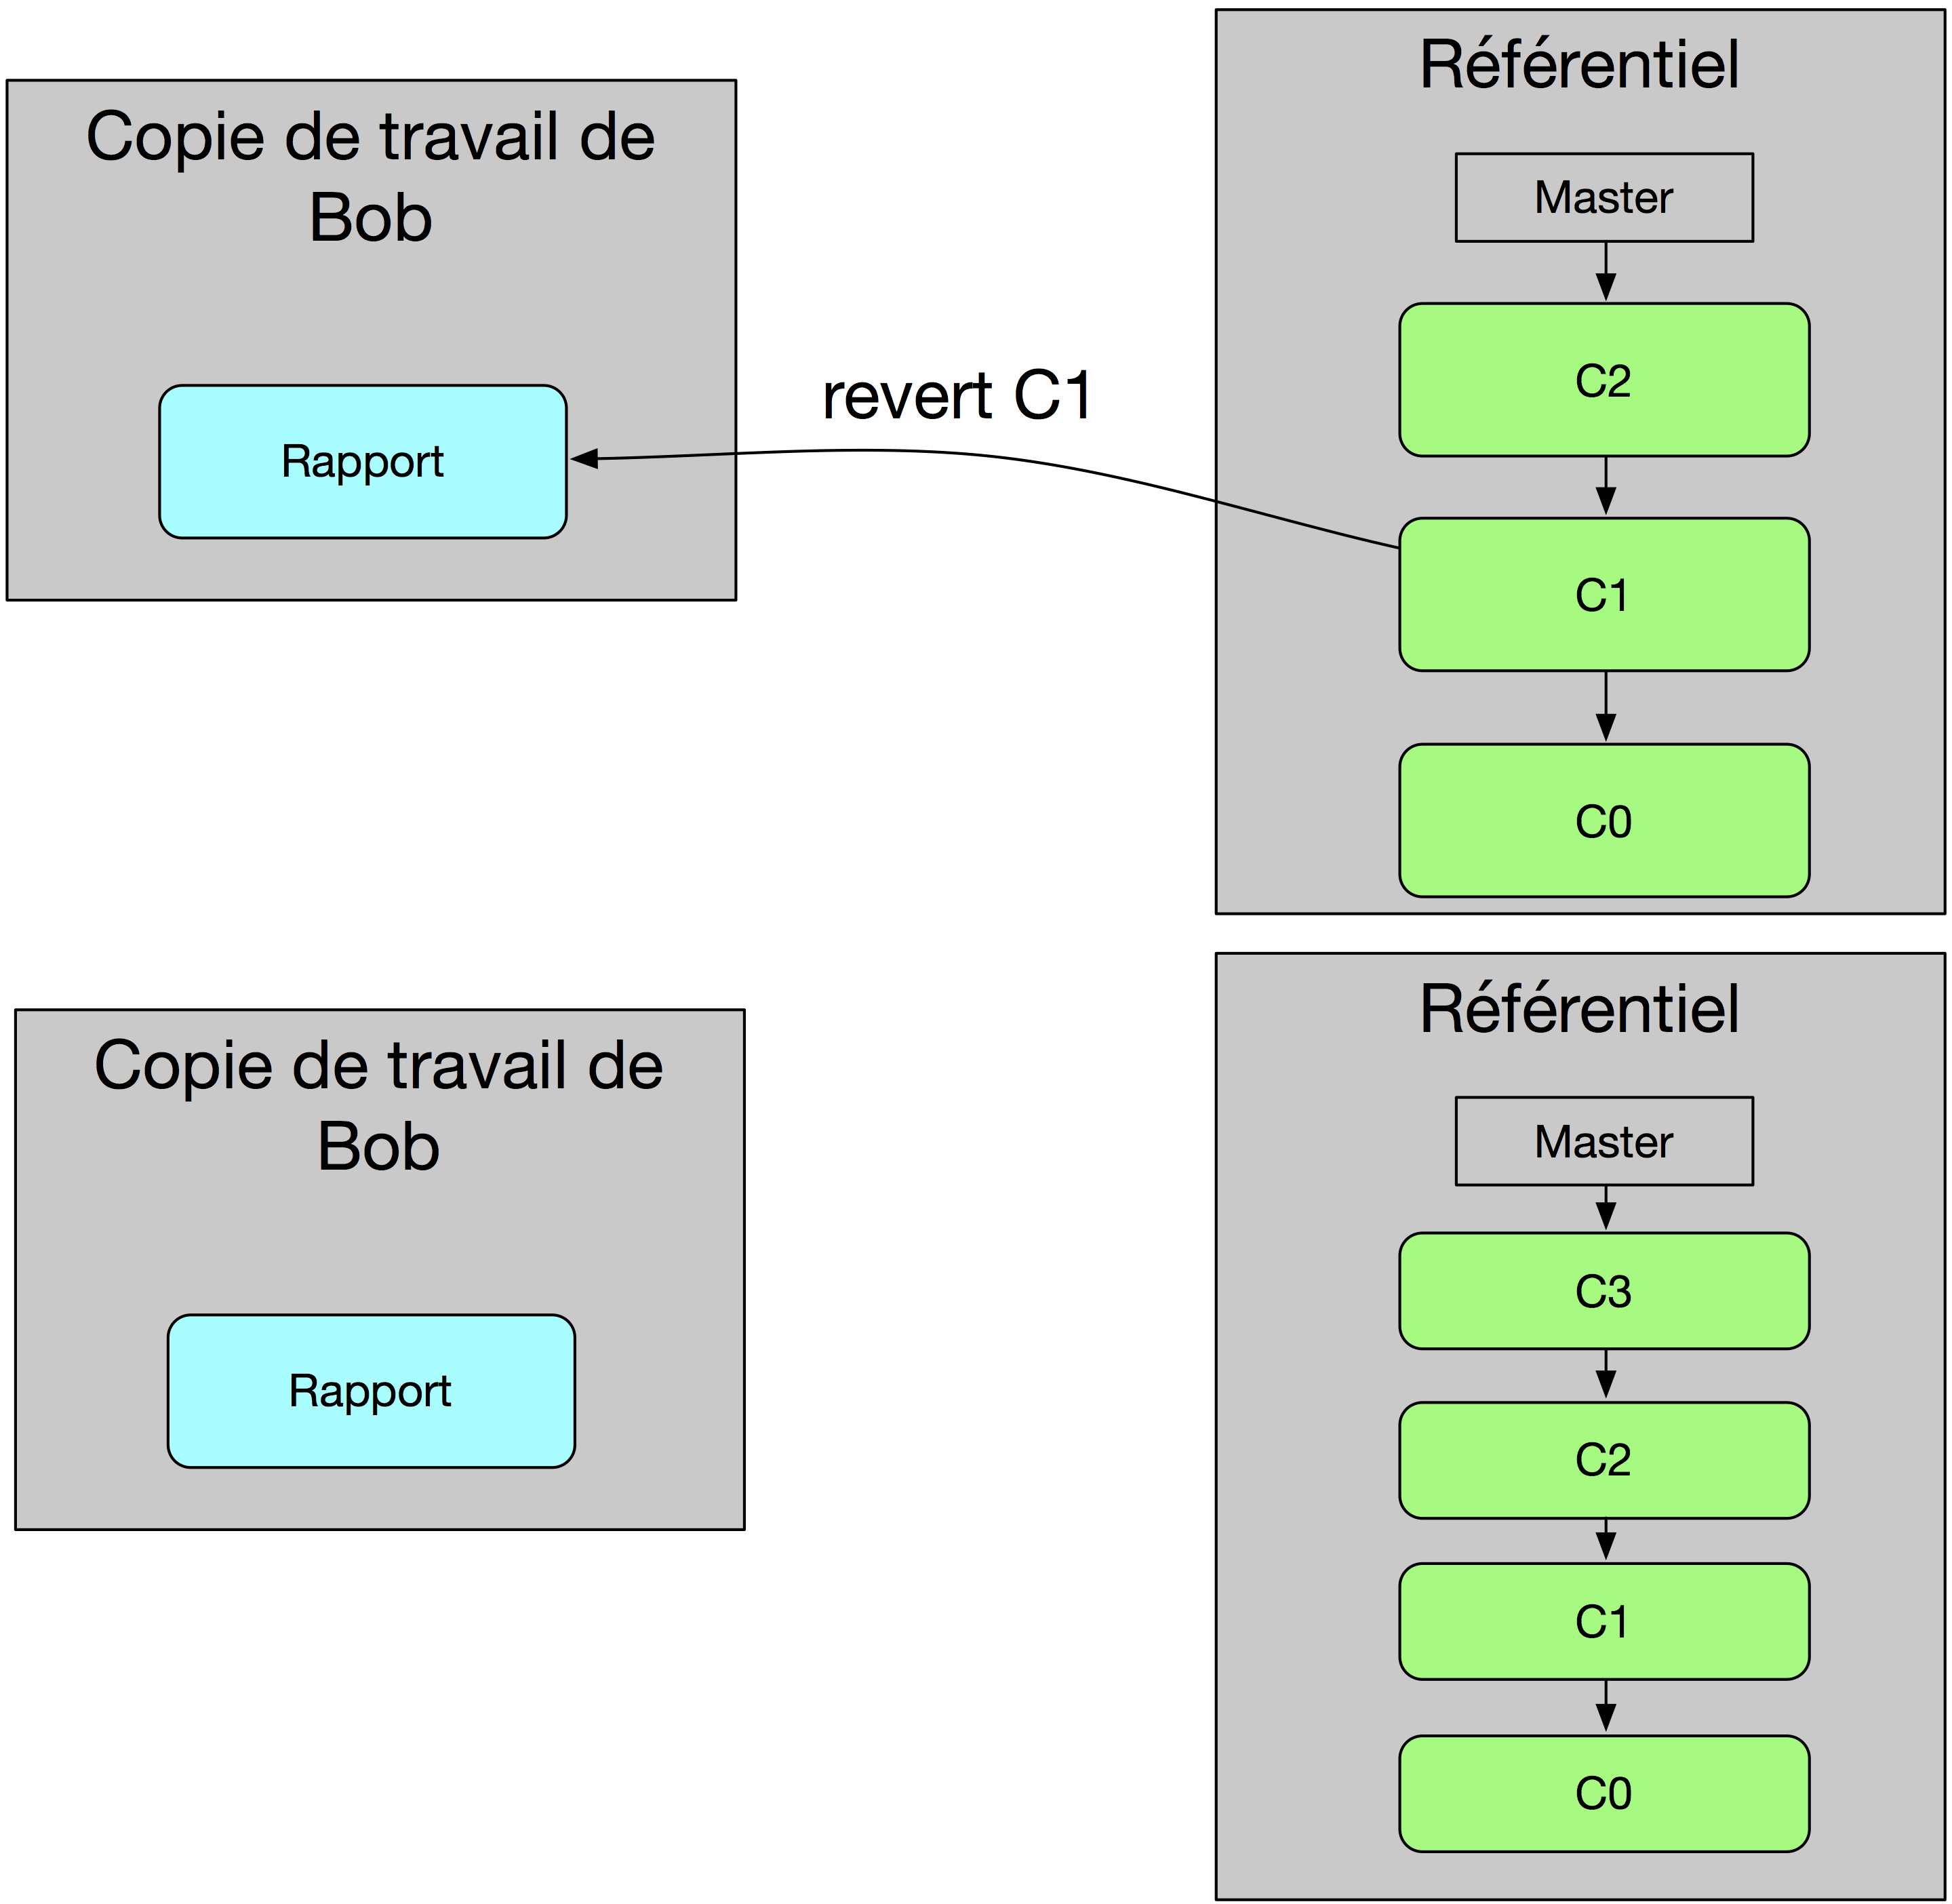 Copie de travail de
Bob
Rapport
revert C1
Référentiel
Master
C2
C1
C0
Copie de travail de
Bob
Rapport
Référentiel
Master
C3
C2
C1
C0